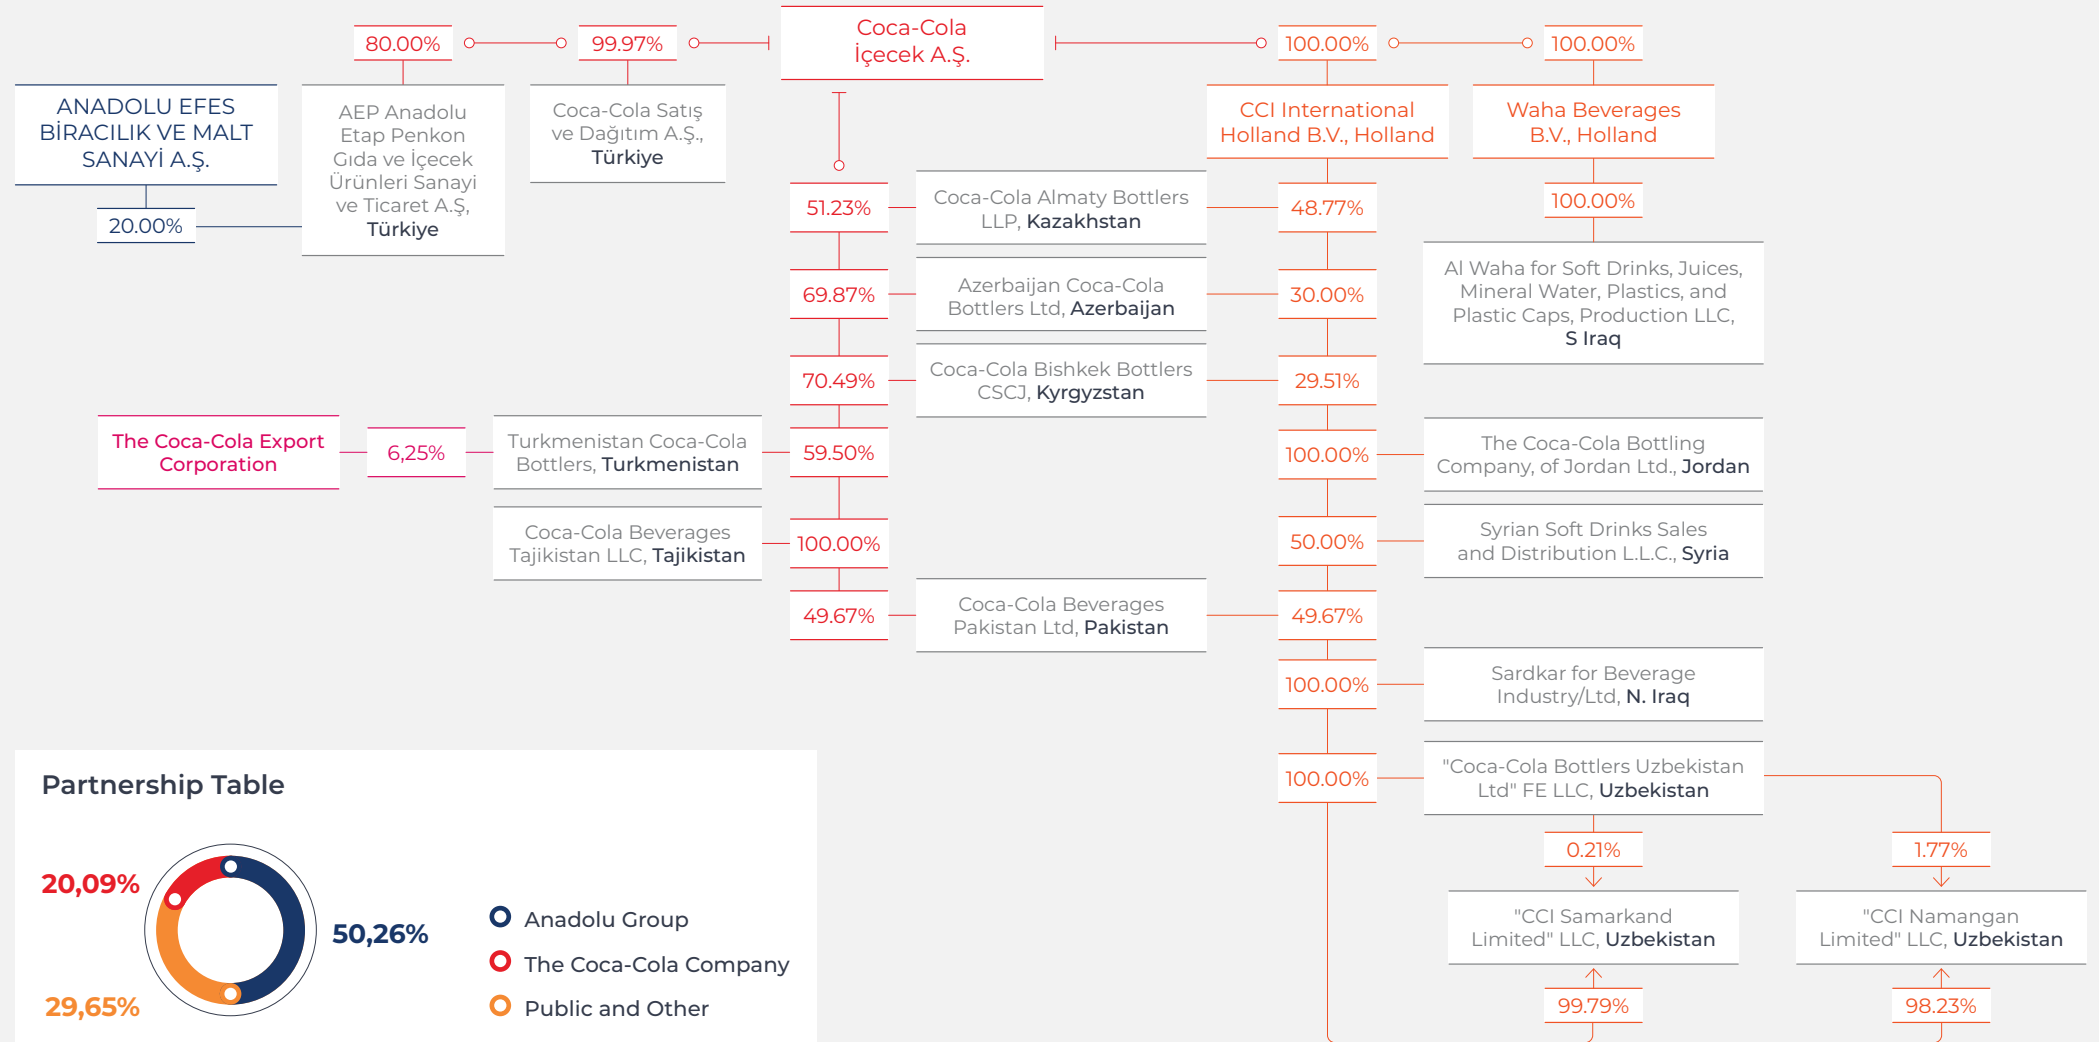 Coca-Cola
İçecek A.Ş.
80.00%
99.97%
100.00%
100.00%
ANADOLU EFES
BİRACILIK VE MALT
SANAYİ A.Ş.
20.00%
AEP Anadolu
Etap Penkon
Gıda ve İçecek
Ürünleri Sanayi
ve Ticaret A.Ş,
Türkiye
Coca-Cola Satış
ve Dağıtım A.Ş.,
Türkiye
CCI International
Holland B.V., Holland
Waha Beverages
B.V., Holland
100.00%
Al Waha for Soft Drinks, Juices,
Mineral Water, Plastics, and
Plastic Caps, Production LLC,
S Iraq
51.23%
Coca-Cola Almaty Bottlers
LLP, Kazakhstan
48.77%
69.87%
Azerbaijan Coca-Cola
Bottlers Ltd, Azerbaijan
30.00%
70.49%
Coca-Cola Bishkek Bottlers
CSCJ, Kyrgyzstan
29.51%
The Coca-Cola Export
Corporation
6,25%
Turkmenistan Coca-Cola
Bottlers, Turkmenistan
59.50%
100.00%
The Coca-Cola Bottling
Company, of Jordan Ltd., Jordan
Coca-Cola Beverages
Tajikistan LLC, Tajikistan
100.00%
50.00%
Syrian Soft Drinks Sales
and Distribution L.L.C., Syria
49.67%
Coca-Cola Beverages
Pakistan Ltd, Pakistan
49.67%
100.00%
Sardkar for Beverage
Industry/Ltd, N. Iraq
100.00%
"Coca-Cola Bottlers Uzbekistan
Ltd" FE LLC, Uzbekistan
0.21%
1.77%
"CCI Samarkand
Limited" LLC, Uzbekistan
"CCI Namangan
Limited" LLC, Uzbekistan
99.79%
98.23%
Partnership Table
20,09%
50,26%
29,65%
Anadolu Group
The Coca-Cola Company
Public and Other